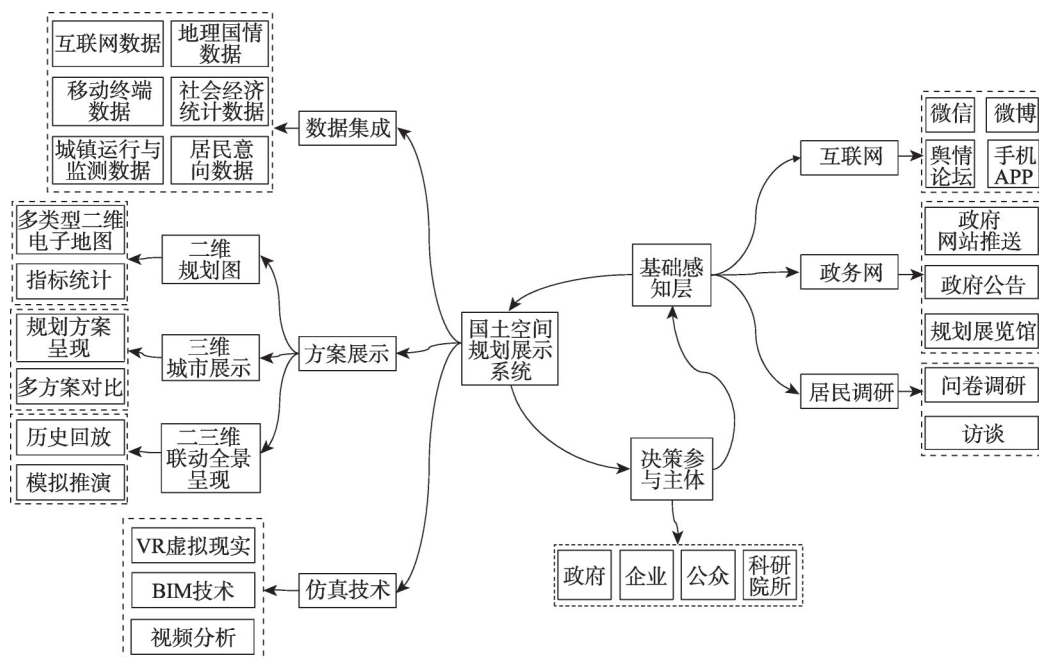 互联网数据
地理国情
数据
移动终端
数据
社会经济
统计数据
城镇运行与
监测数据
居民意
向数据
数据集成
多类型二维
电子地图
指标统计
二维
规划图
规划方案
呈现
多方案对比
三维
城市展示
历史回放
模拟推演
二三维
联动全景
呈现
方案展示
VR虚拟现实
BIM技术
视频分析
仿真技术
国土空间
规划展示
系统
基础感
知层
决策参
与主体
政府
企业
公众
科研
院所
互联网
微信
微博
舆情
论坛
手机
APP
政务网
政府
网站推送
政府公告
规划展览馆
居民调研
问卷调研
访谈